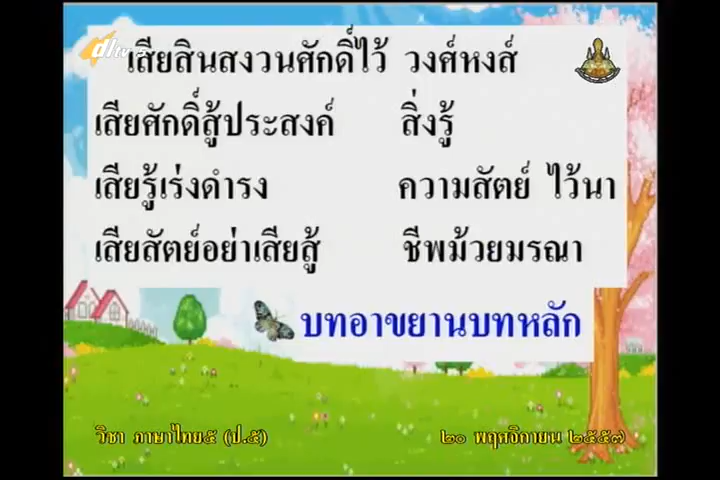 dltv 5
เสียสินสงวนศักดิ์ไว้ วงศ์หงส์
เสียศักดิ์สู้ประสงค์ สิ่งรู้
เสียรู้เร่งดำรง ความสัตย์ ไว้นา
เสียสัตย์อย่าเสียสู้ ชีพม้วยมรณา
บทอาขยานบทหลัก
วิชา ภาษาไทย๕ (ป.๕) ๒๐ พฤศจิกายน ๒๕๕๗